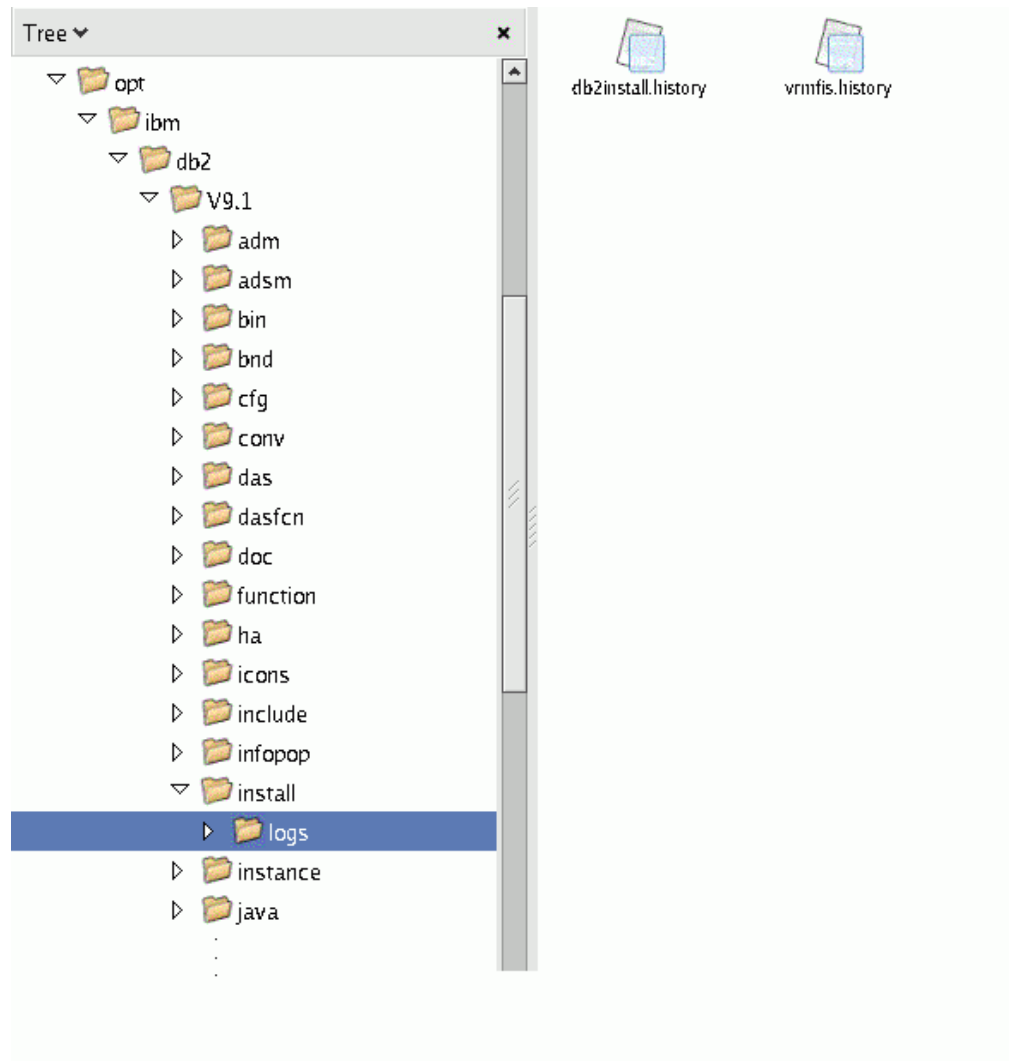 Tree
opt
ibm
db2
V9.1
adm
adsm
bin
bnd
cfg
conv
das
dasfcn
doc
function
ha
icons
include
infopop
install
logs
instance
java
db2install.history
vrmfis.history